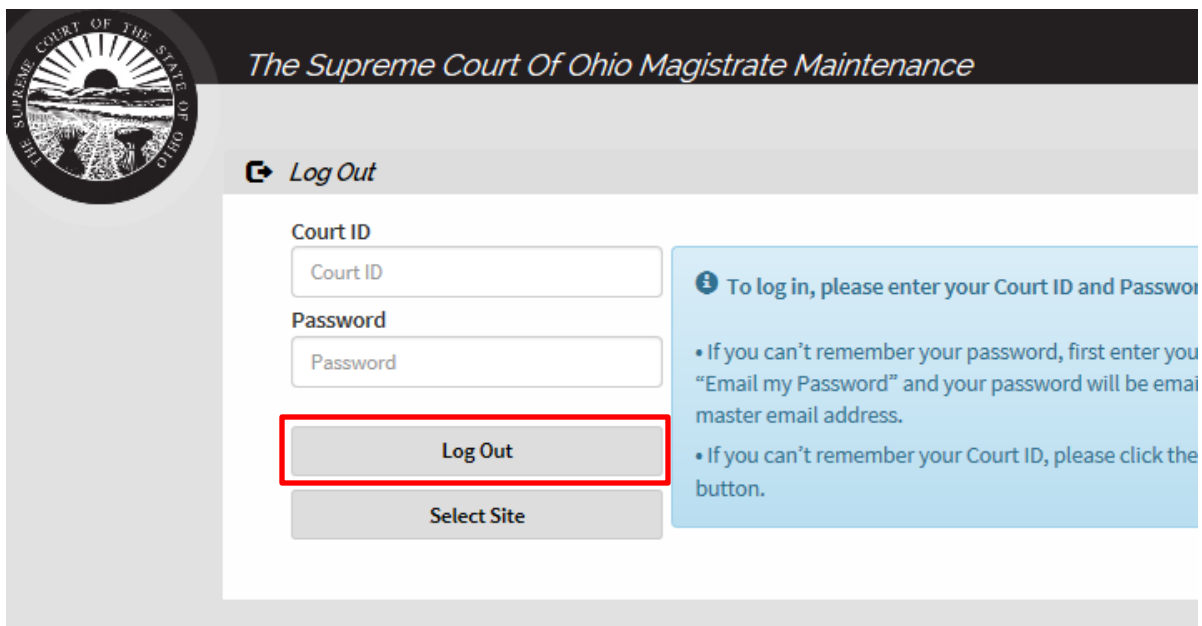 THE SUPREME COURT OF THE STATE OF OHIO
The Supreme Court Of Ohio Magistrate Maintenance
Log Out
Court ID
Court ID
Password
Password
Log Out
Select Site
To log in, please enter your Court ID and Passwor
• If you can’t remember your password, first enter you
“Email my Password” and your password will be emai
master email address.
• If you can’t remember your Court ID, please click the
button.